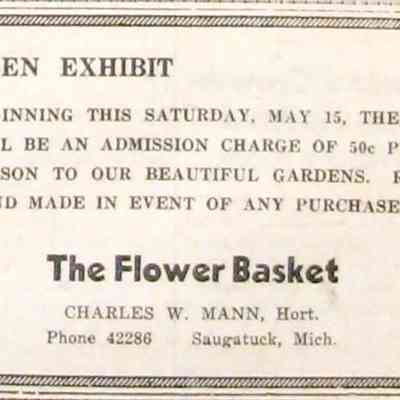 EN EXHIBIT
INNING THIS SATURDAY, MAY 15, THE
L BE AN ADMISSION CHARGE OF 50c P
SON TO OUR BEAUTIFUL GARDENS. R
ND MADE IN EVENT OF ANY PURCHASE
The Flower Basket
CHARLES W. MANN, Hort.
Phone 42286 Saugatuck, Mich.